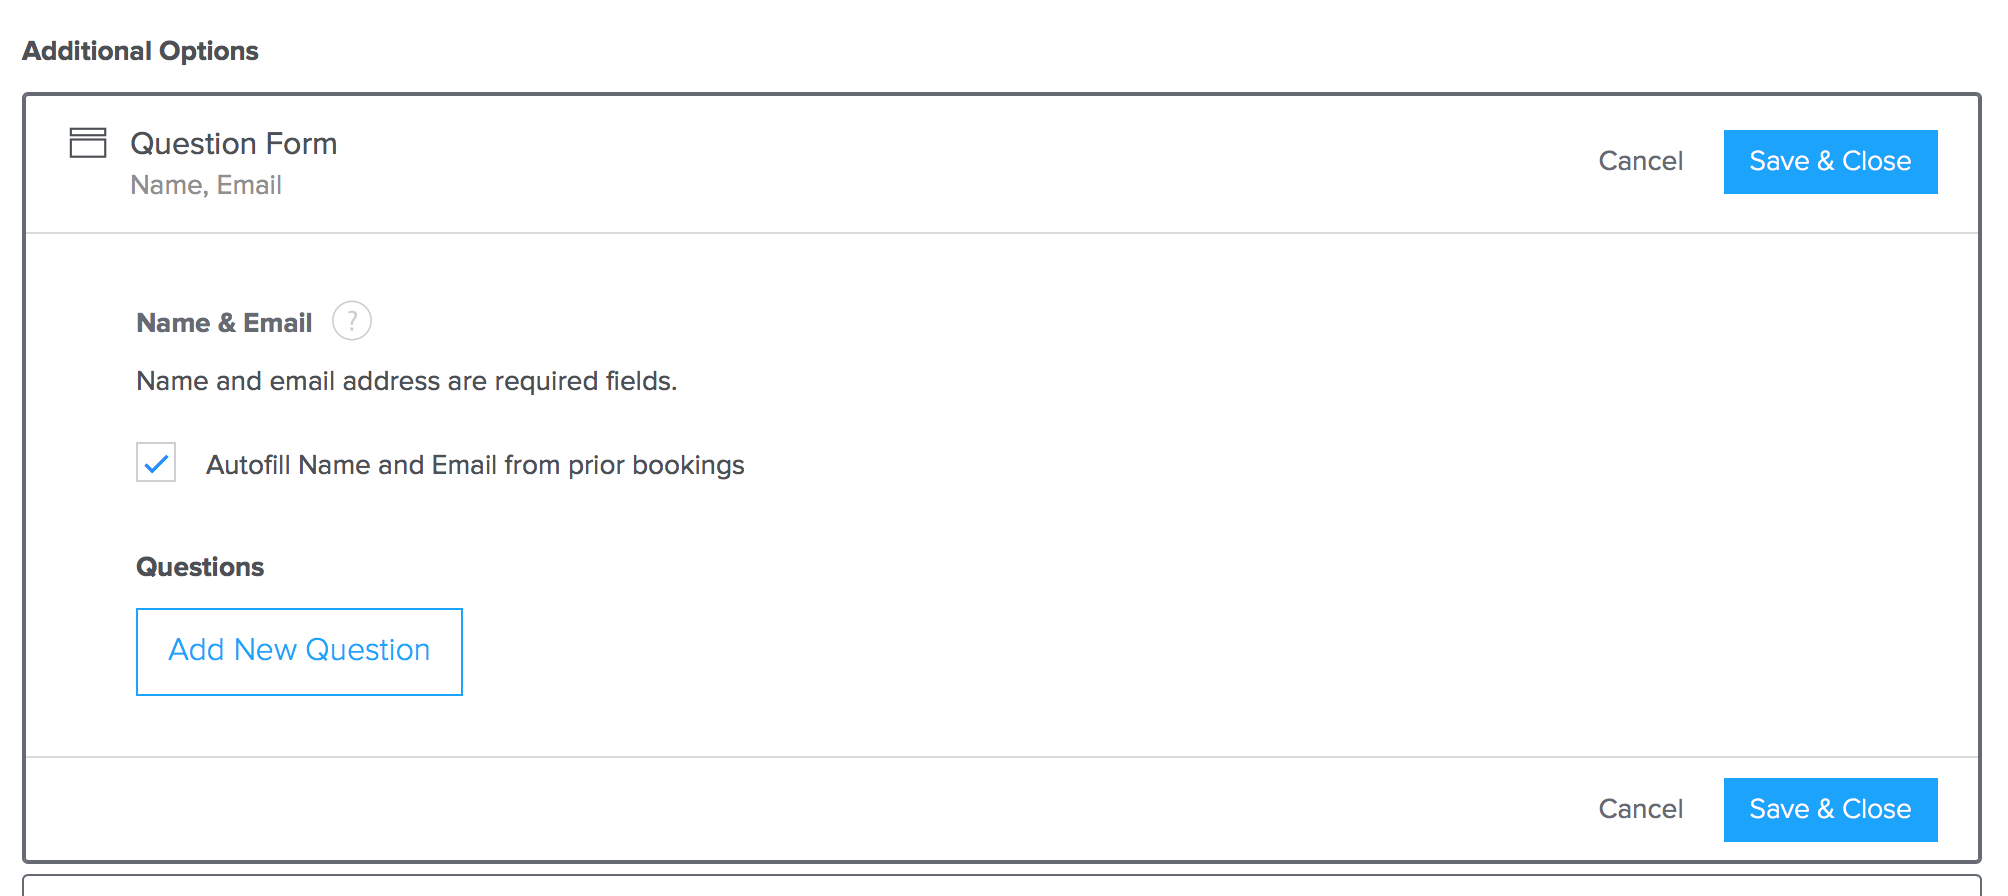 Additional Options
Question Form
Name, Email
Cancel
Save & Close
Name & Email ?
Name and email address are required fields.
Autofill Name and Email from prior bookings
Questions
Add New Question
Cancel
Save & Close